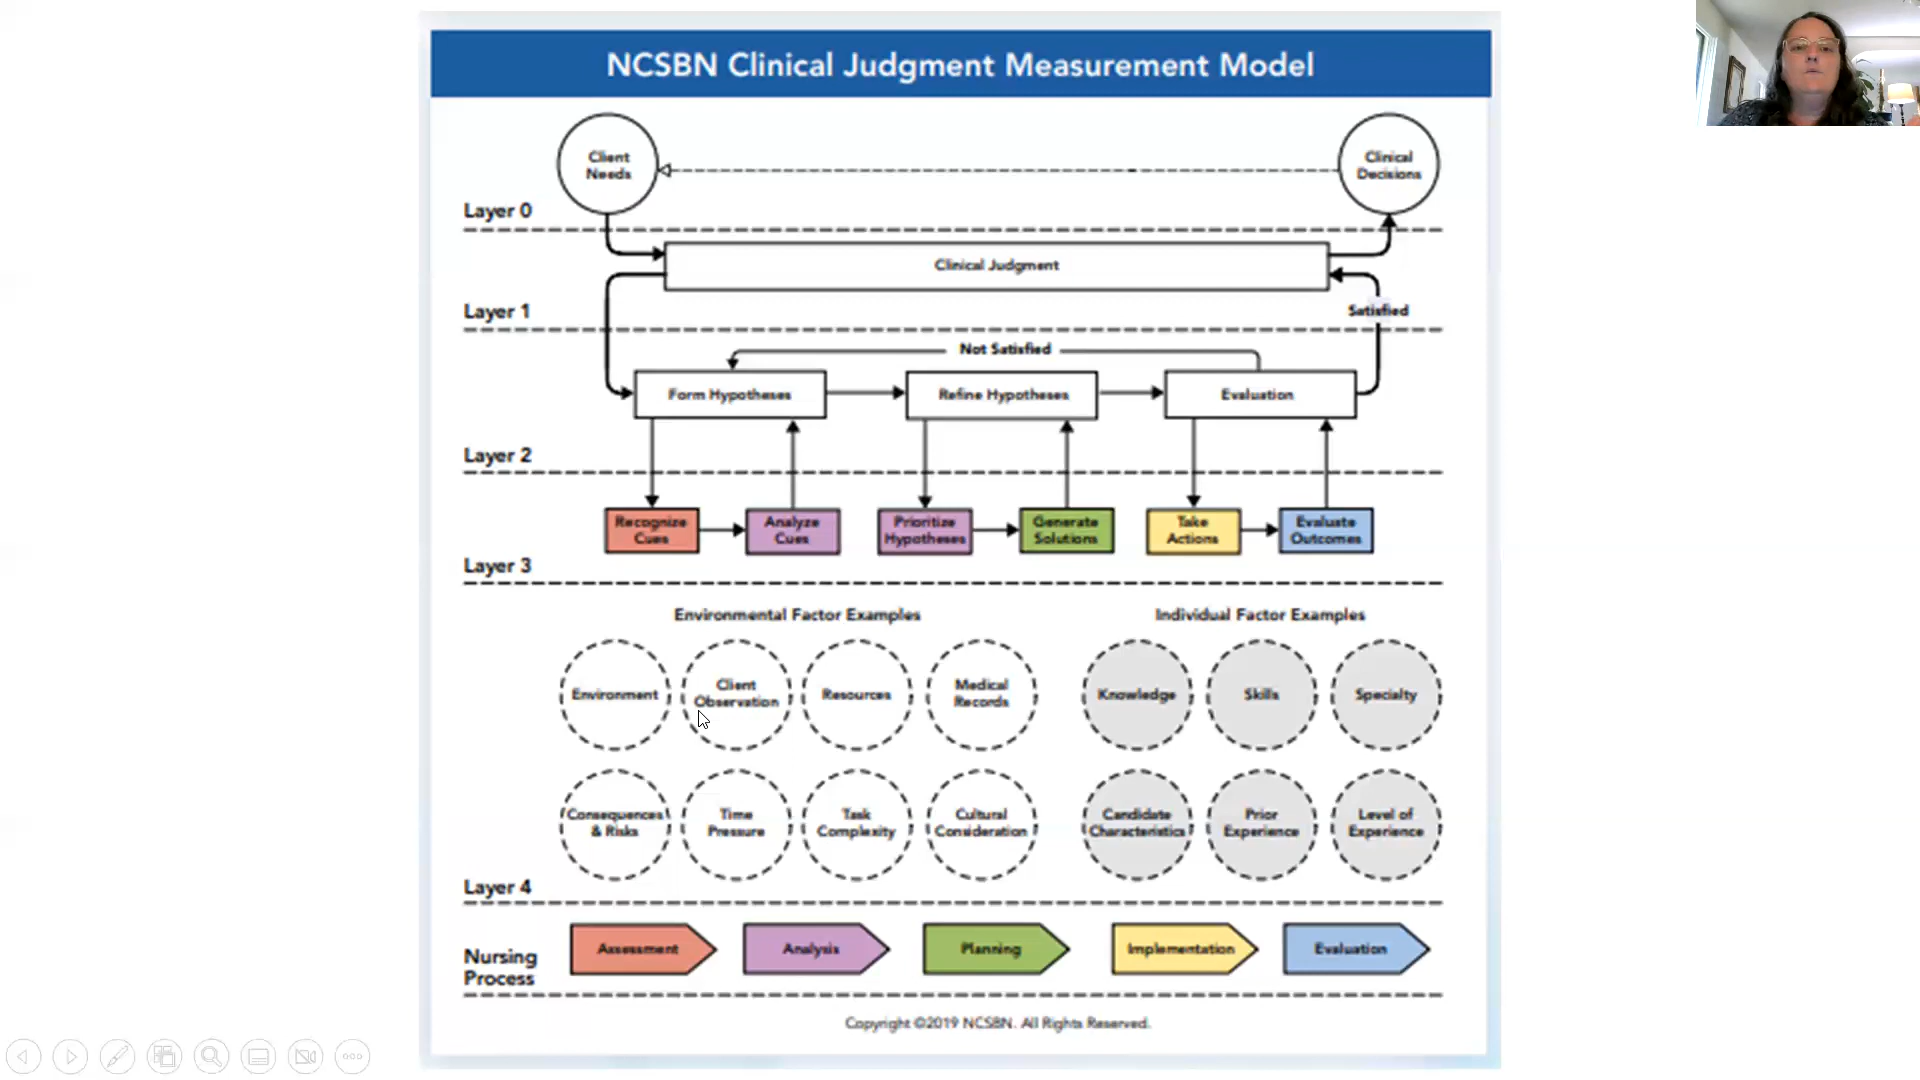 NCSBN Clinical Judgment Measurement Model
Client
Needs
Clinical
Decisions
Layer 0
Clinical Judgment
Layer 1
Satisfied
Not Satisfied
Form Hypotheses
Refine Hypotheses
Evaluation
Layer 2
Recognize
Cues
Analyze
Cues
Prioritize
Hypotheses
Generate
Solutions
Take
Actions
Evaluate
Outcomes
Layer 3
Environmental Factor Examples
Individual Factor Examples
Environment
Client
Observation
Resources
Medical
Records
Knowledge
Skills
Specialty
Consequences
& Risks
Time
Pressure
Task
Complexity
Cultural
Consideration
Candidate
Characteristics
Prior
Experience
Level of
Experience
Layer 4
Nursing
Process
Assessment
Analysis
Planning
Implementation
Evaluation
Copyright ©2019 NCSBN. All Rights Reserved.